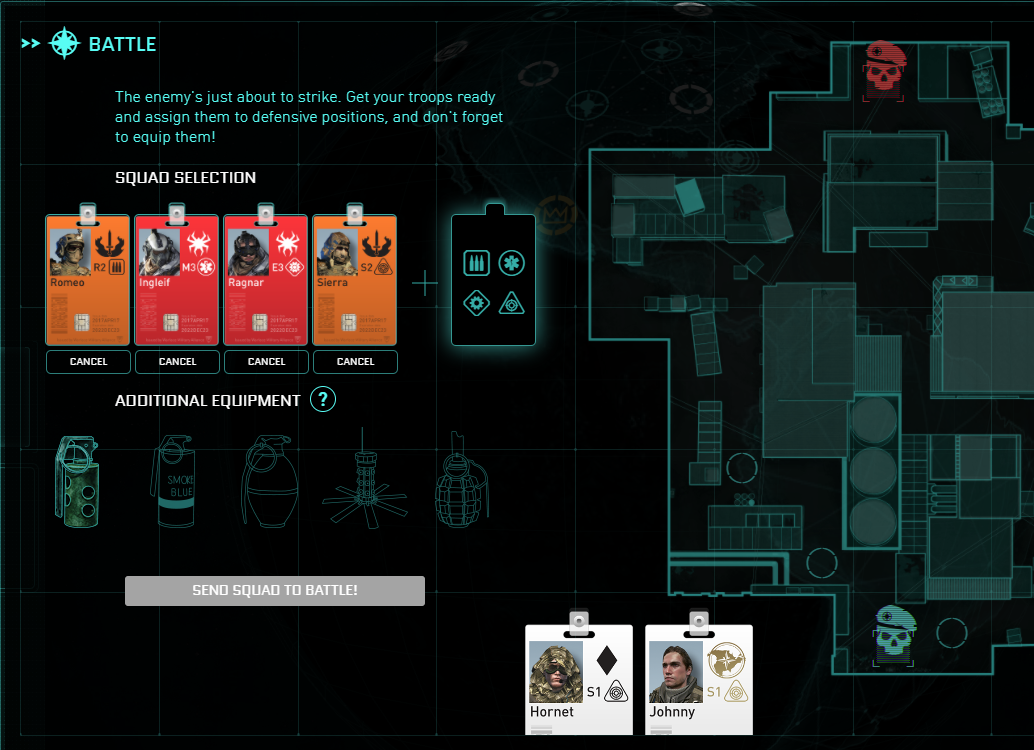 >> BATTLE
The enemy's just about to strike. Get your troops ready
and assign them to defensive positions, and don't forget
to equip them!
SQUAD SELECTION
R2 M3 E3 S2
Romeo Ingleif Ragnar Sierra
CANCEL CANCEL CANCEL CANCEL
ADDITIONAL EQUIPMENT ?
SMOKE
BLUE
SEND SQUAD TO BATTLE!
S1 S1
Hornet Johnny